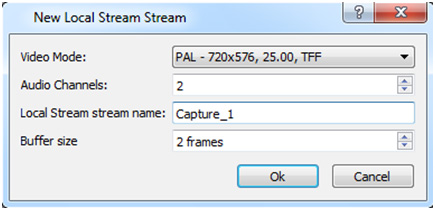 New Local Stream Stream
Video Mode: PAL - 720x576, 25.00, TFF
Audio Channels: 2
Local Stream stream name: Capture_1
Buffer size 2 frames
Ok Cancel